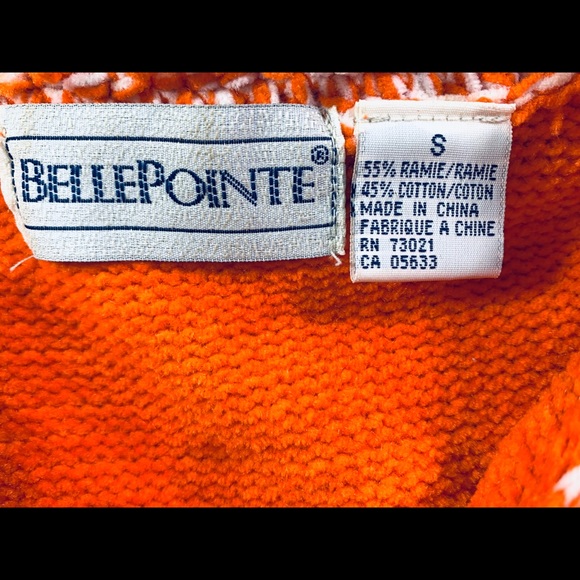 BELLEPOINTE®
S
55% RAMIE/RAMIE
45% COTTON/COTON
MADE IN CHINA
FABRIQUE A CHINE
RN 73021
CA 05633